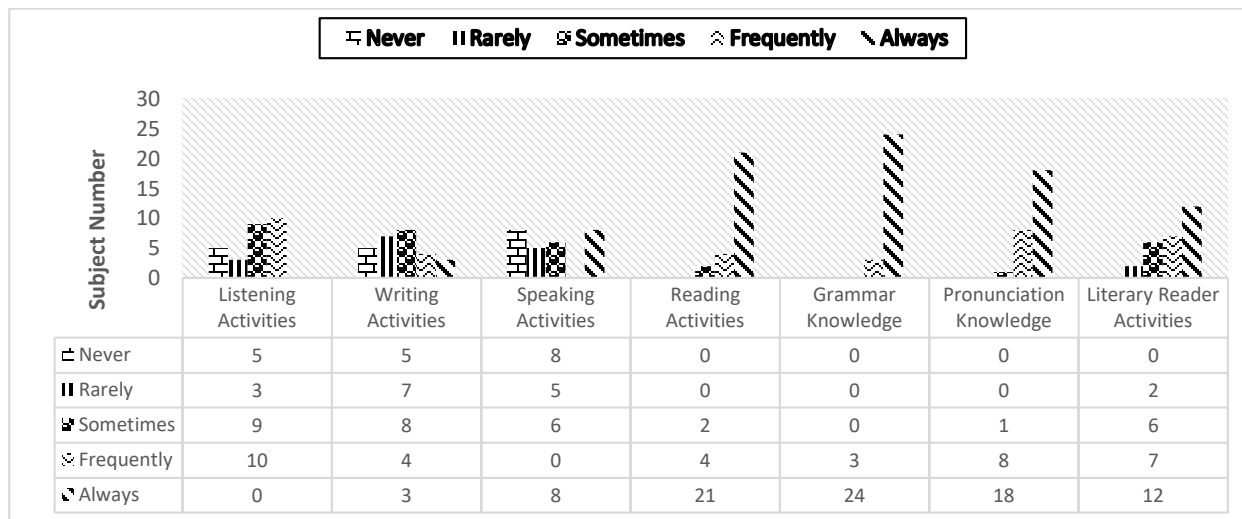 Never Rarely Sometimes Frequently Always
30
25
20
15
10
5
0
Subject Number
Listening Activities Writing Activities Speaking Activities Reading Activities Grammar Knowledge Pronunciation Knowledge Literary Reader Activities
Never 5 5 8 0 0 0 0
Rarely 3 7 5 0 0 0 2
Sometimes 9 8 6 2 0 1 6
Frequently 10 4 0 4 3 8 7
Always 0 3 8 21 24 18 12